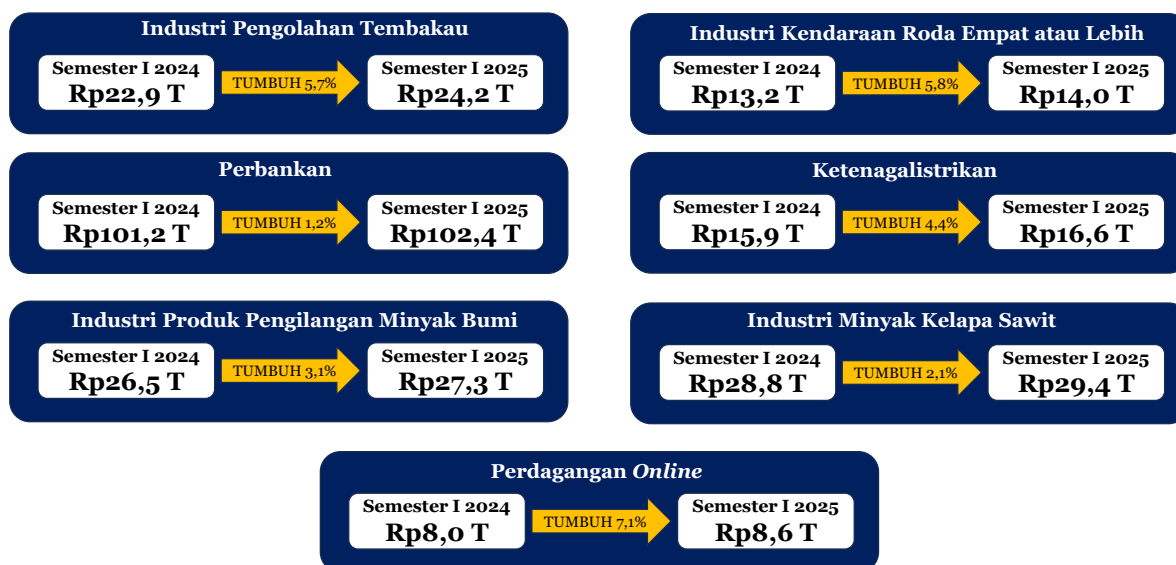 Industri Pengolahan Tembakau
Semester I 2024
Rp22,9 T
TUMBUH 5,7%
Semester I 2025
Rp24,2 T
Industri Kendaraan Roda Empat atau Lebih
Semester I 2024
Rp13,2 T
TUMBUH 5,8%
Semester I 2025
Rp14,0 T
Perbankan
Semester I 2024
Rp101,2 T
TUMBUH 1,2%
Semester I 2025
Rp102,4 T
Ketenagalistrikan
Semester I 2024
Rp15,9 T
TUMBUH 4,4%
Semester I 2025
Rp16,6 T
Industri Produk Pengilangan Minyak Bumi
Semester I 2024
Rp26,5 T
TUMBUH 3,1%
Semester I 2025
Rp27,3 T
Industri Minyak Kelapa Sawit
Semester I 2024
Rp28,8 T
TUMBUH 2,1%
Semester I 2025
Rp29,4 T
Perdagangan Online
Semester I 2024
Rp8,0 T
TUMBUH 7,1%
Semester I 2025
Rp8,6 T